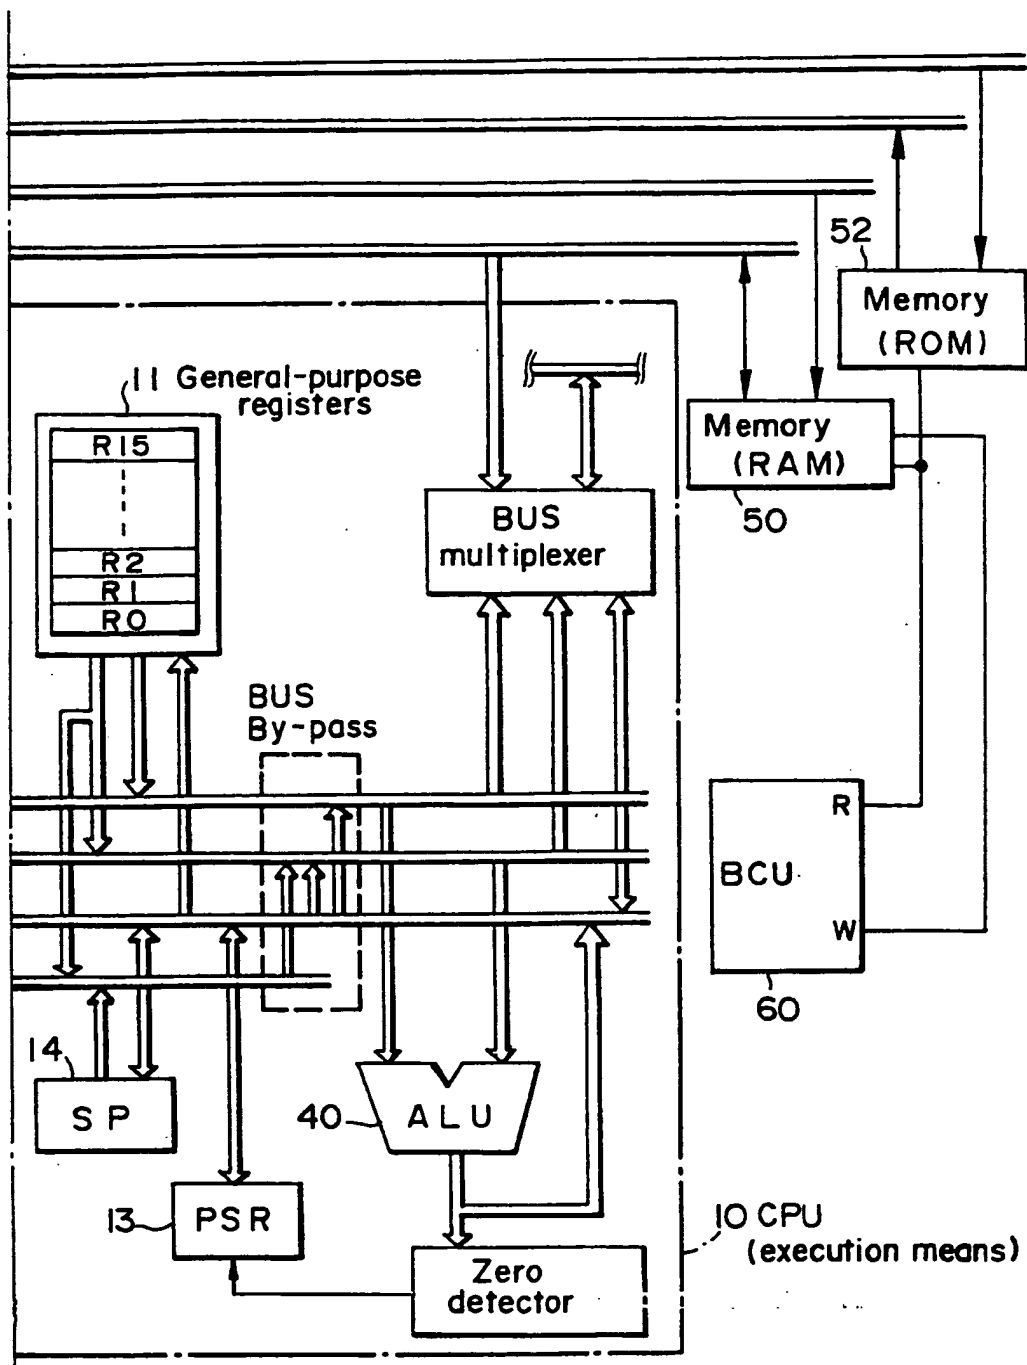 52
Memory
(ROM)
11 General-purpose
registers
R15
R2
R1
R0
Memory
(RAM)
50
BUS
multiplexer
BUS
By-pass
R
BCU
W
60
14
SP
40
ALU
13
PSR
10 CPU
(execution means)
Zero
detector